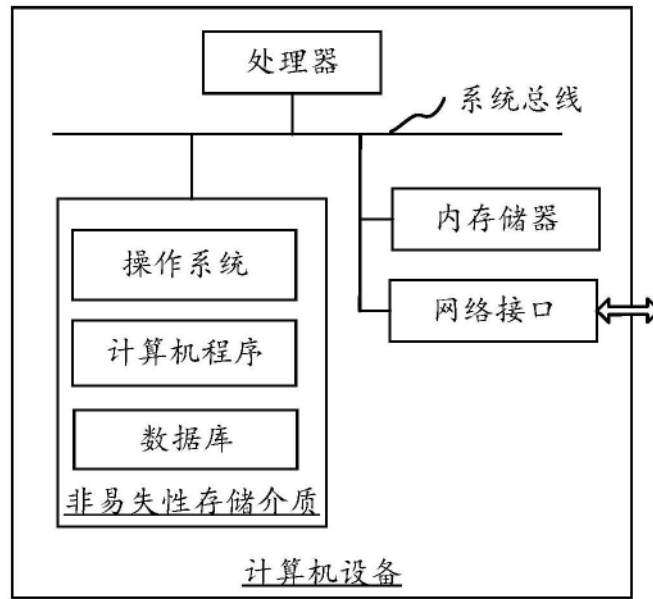 处理器
系统总线
内存储器
操作系统
网络接口
计算机程序
数据库
非易失性存储介质
计算机设备